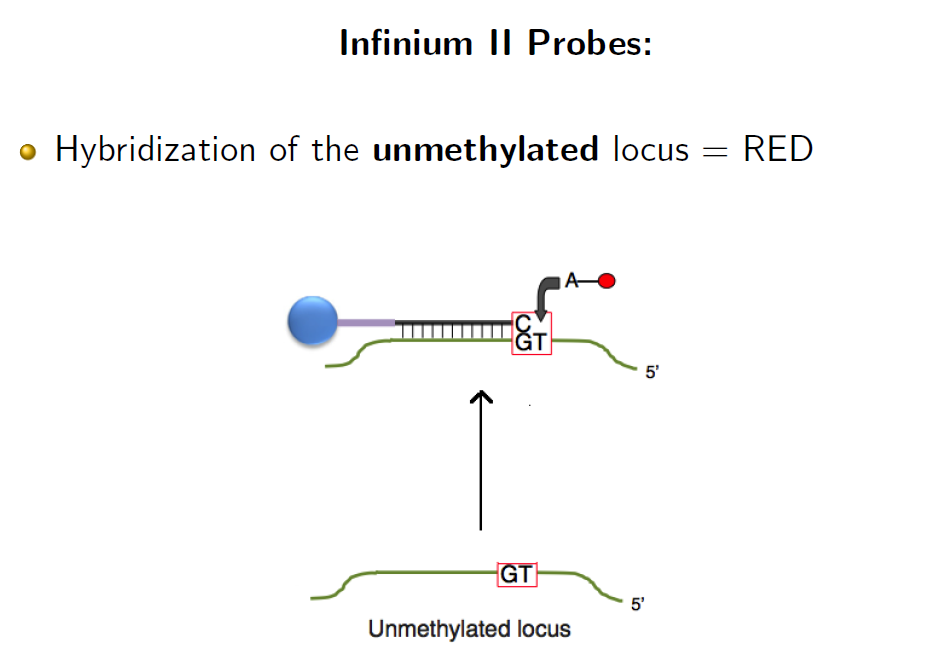 Infinium II Probes:
Hybridization of the unmethylated locus = RED
A
C
GT
5'
GT
5'
Unmethylated locus